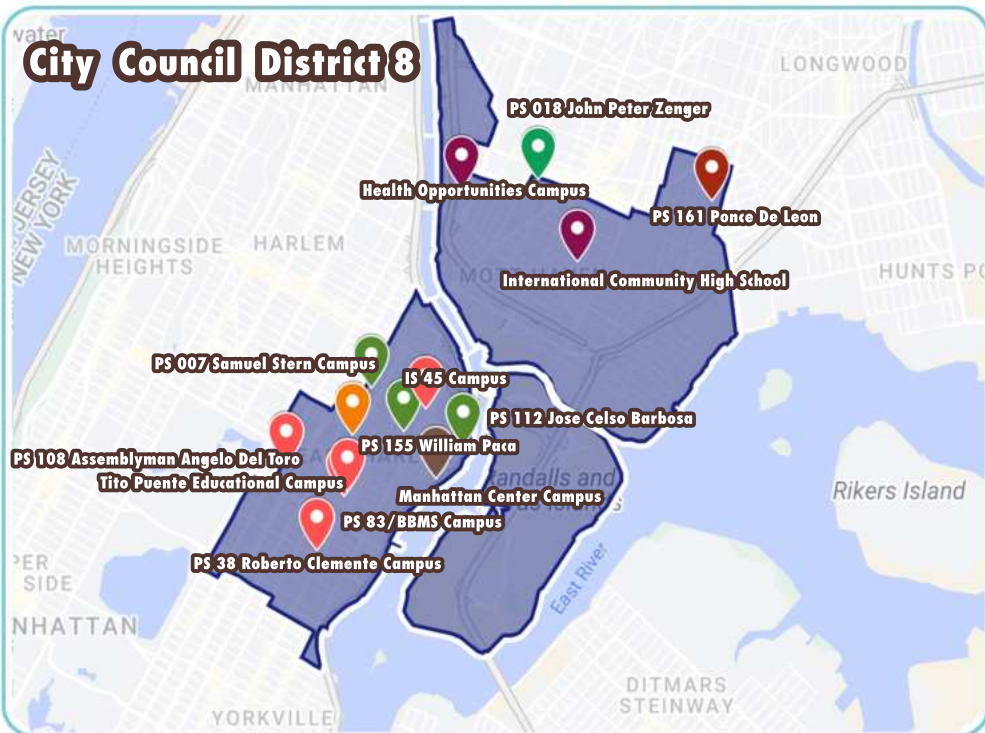 water
City Council District 8
MANHATTAN
LONGWOOD
PS 018 John Peter Zenger
NEW JERSEY
NEW YORK
Health Opportunities Campus
PS 161 Ponce De Leon
MORNINGSIDE
HEIGHTS
HARLEM
HUNTS PO
International Community High School
PS 007 Samuel Stern Campus
IS 45 Campus
PS 112 Jose Celso Barbosa
PS 155 William Paca
PS 108 Assemblyman Angelo Del Toro
Tito Puente Educational Campus
Randalls and
Manhattan Center Campus
Rikers Island
PS 83/BBMS Campus
PS 38 Roberto Clemente Campus
PER
SIDE
East River
NHATTAN
DITMARS
STEINWAY
YORKVILLE